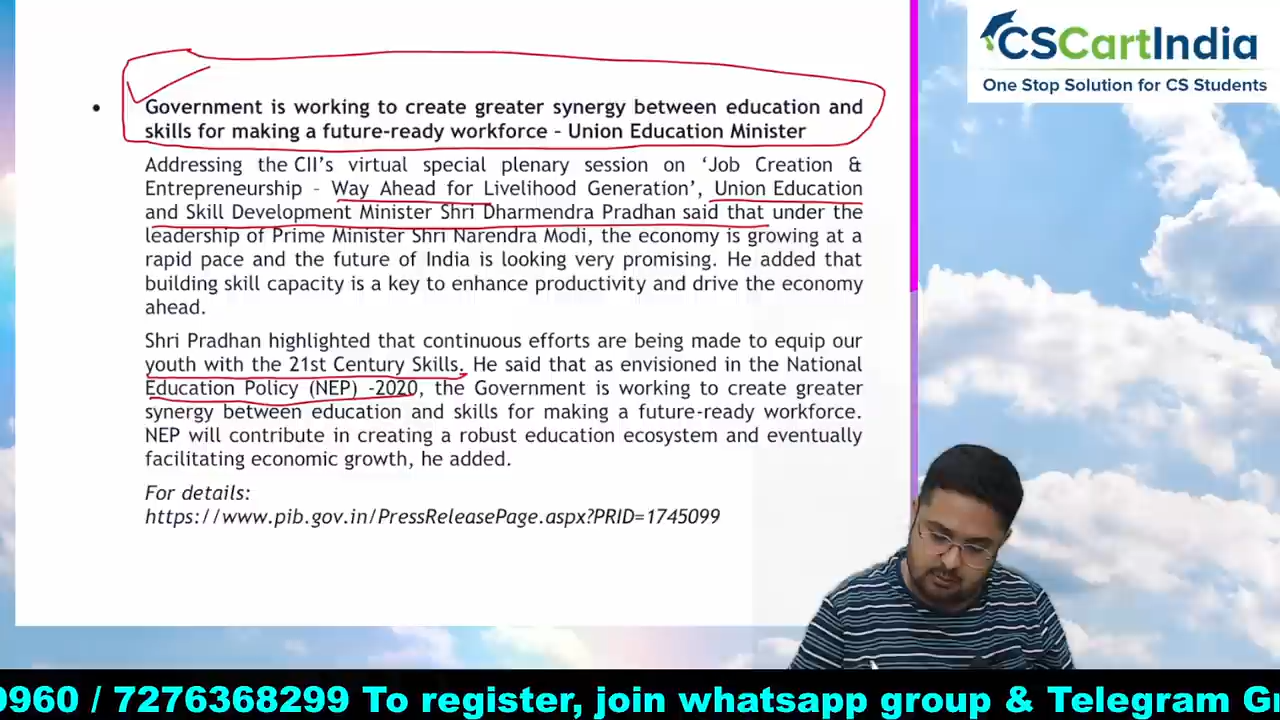 CSCartIndia
One Stop Solution for CS Students
• Government is working to create greater synergy between education and
skills for making a future-ready workforce – Union Education Minister
Addressing the CII's virtual special plenary session on 'Job Creation &
Entrepreneurship – Way Ahead for Livelihood Generation', Union Education
and Skill Development Minister Shri Dharmendra Pradhan said that under the
leadership of Prime Minister Shri Narendra Modi, the economy is growing at a
rapid pace and the future of India is looking very promising. He added that
building skill capacity is a key to enhance productivity and drive the economy
ahead.
Shri Pradhan highlighted that continuous efforts are being made to equip our
youth with the 21st Century Skills. He said that as envisioned in the National
Education Policy (NEP) -2020, the Government is working to create greater
synergy between education and skills for making a future-ready workforce.
NEP will contribute in creating a robust education ecosystem and eventually
facilitating economic growth, he added.
For details:
https://www.pib.gov.in/PressReleasePage.aspx?PRID=1745099
9960 / 7276368299 To register, join whatsapp group & Telegram G